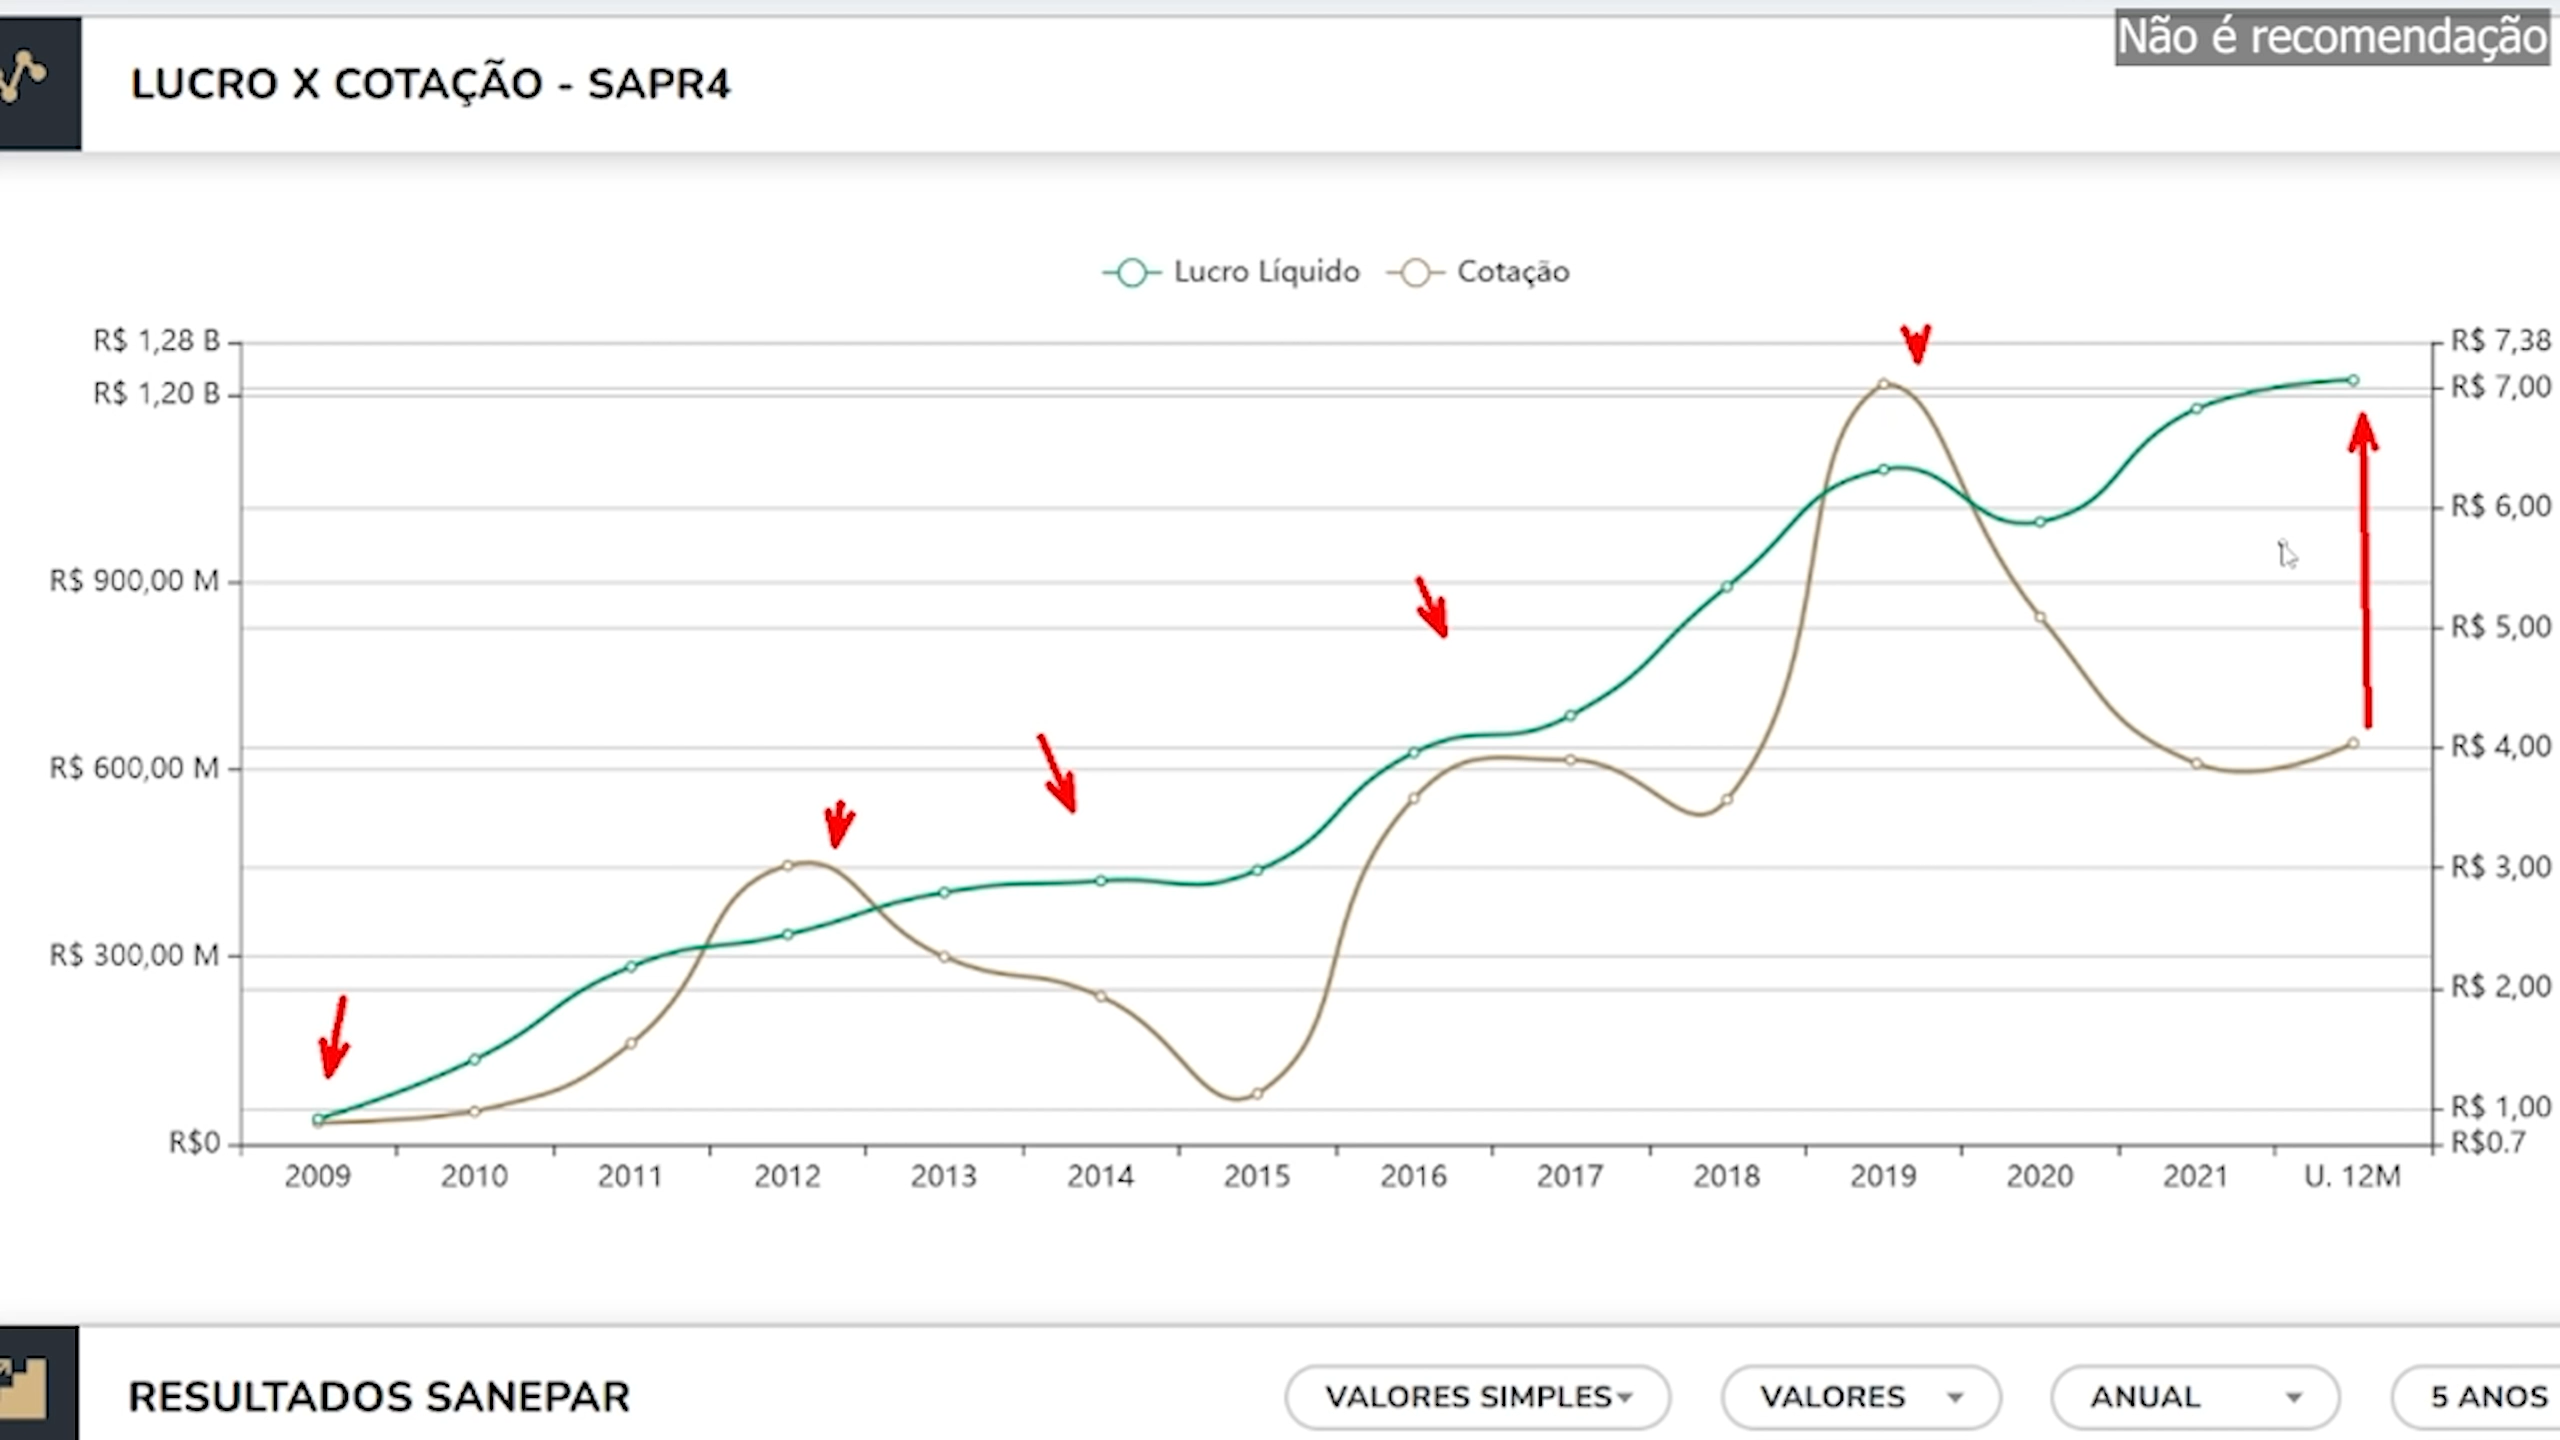 Não é recomendação
LUCRO X COTAÇÃO - SAPR4
Lucro Líquido Cotação
R$ 1,28 B R$ 7,38
R$ 1,20 B R$ 7,00
R$ 6,00
R$ 900,00 M
R$ 5,00
R$ 4,00
R$ 600,00 M
R$ 3,00
R$ 300,00 M
R$ 2,00
R$ 1,00
R$0 R$0.7
2009 2010 2011 2012 2013 2014 2015 2016 2017 2018 2019 2020 2021 U. 12M
RESULTADOS SANEPAR VALORES SIMPLES VALORES ANUAL 5 ANOS